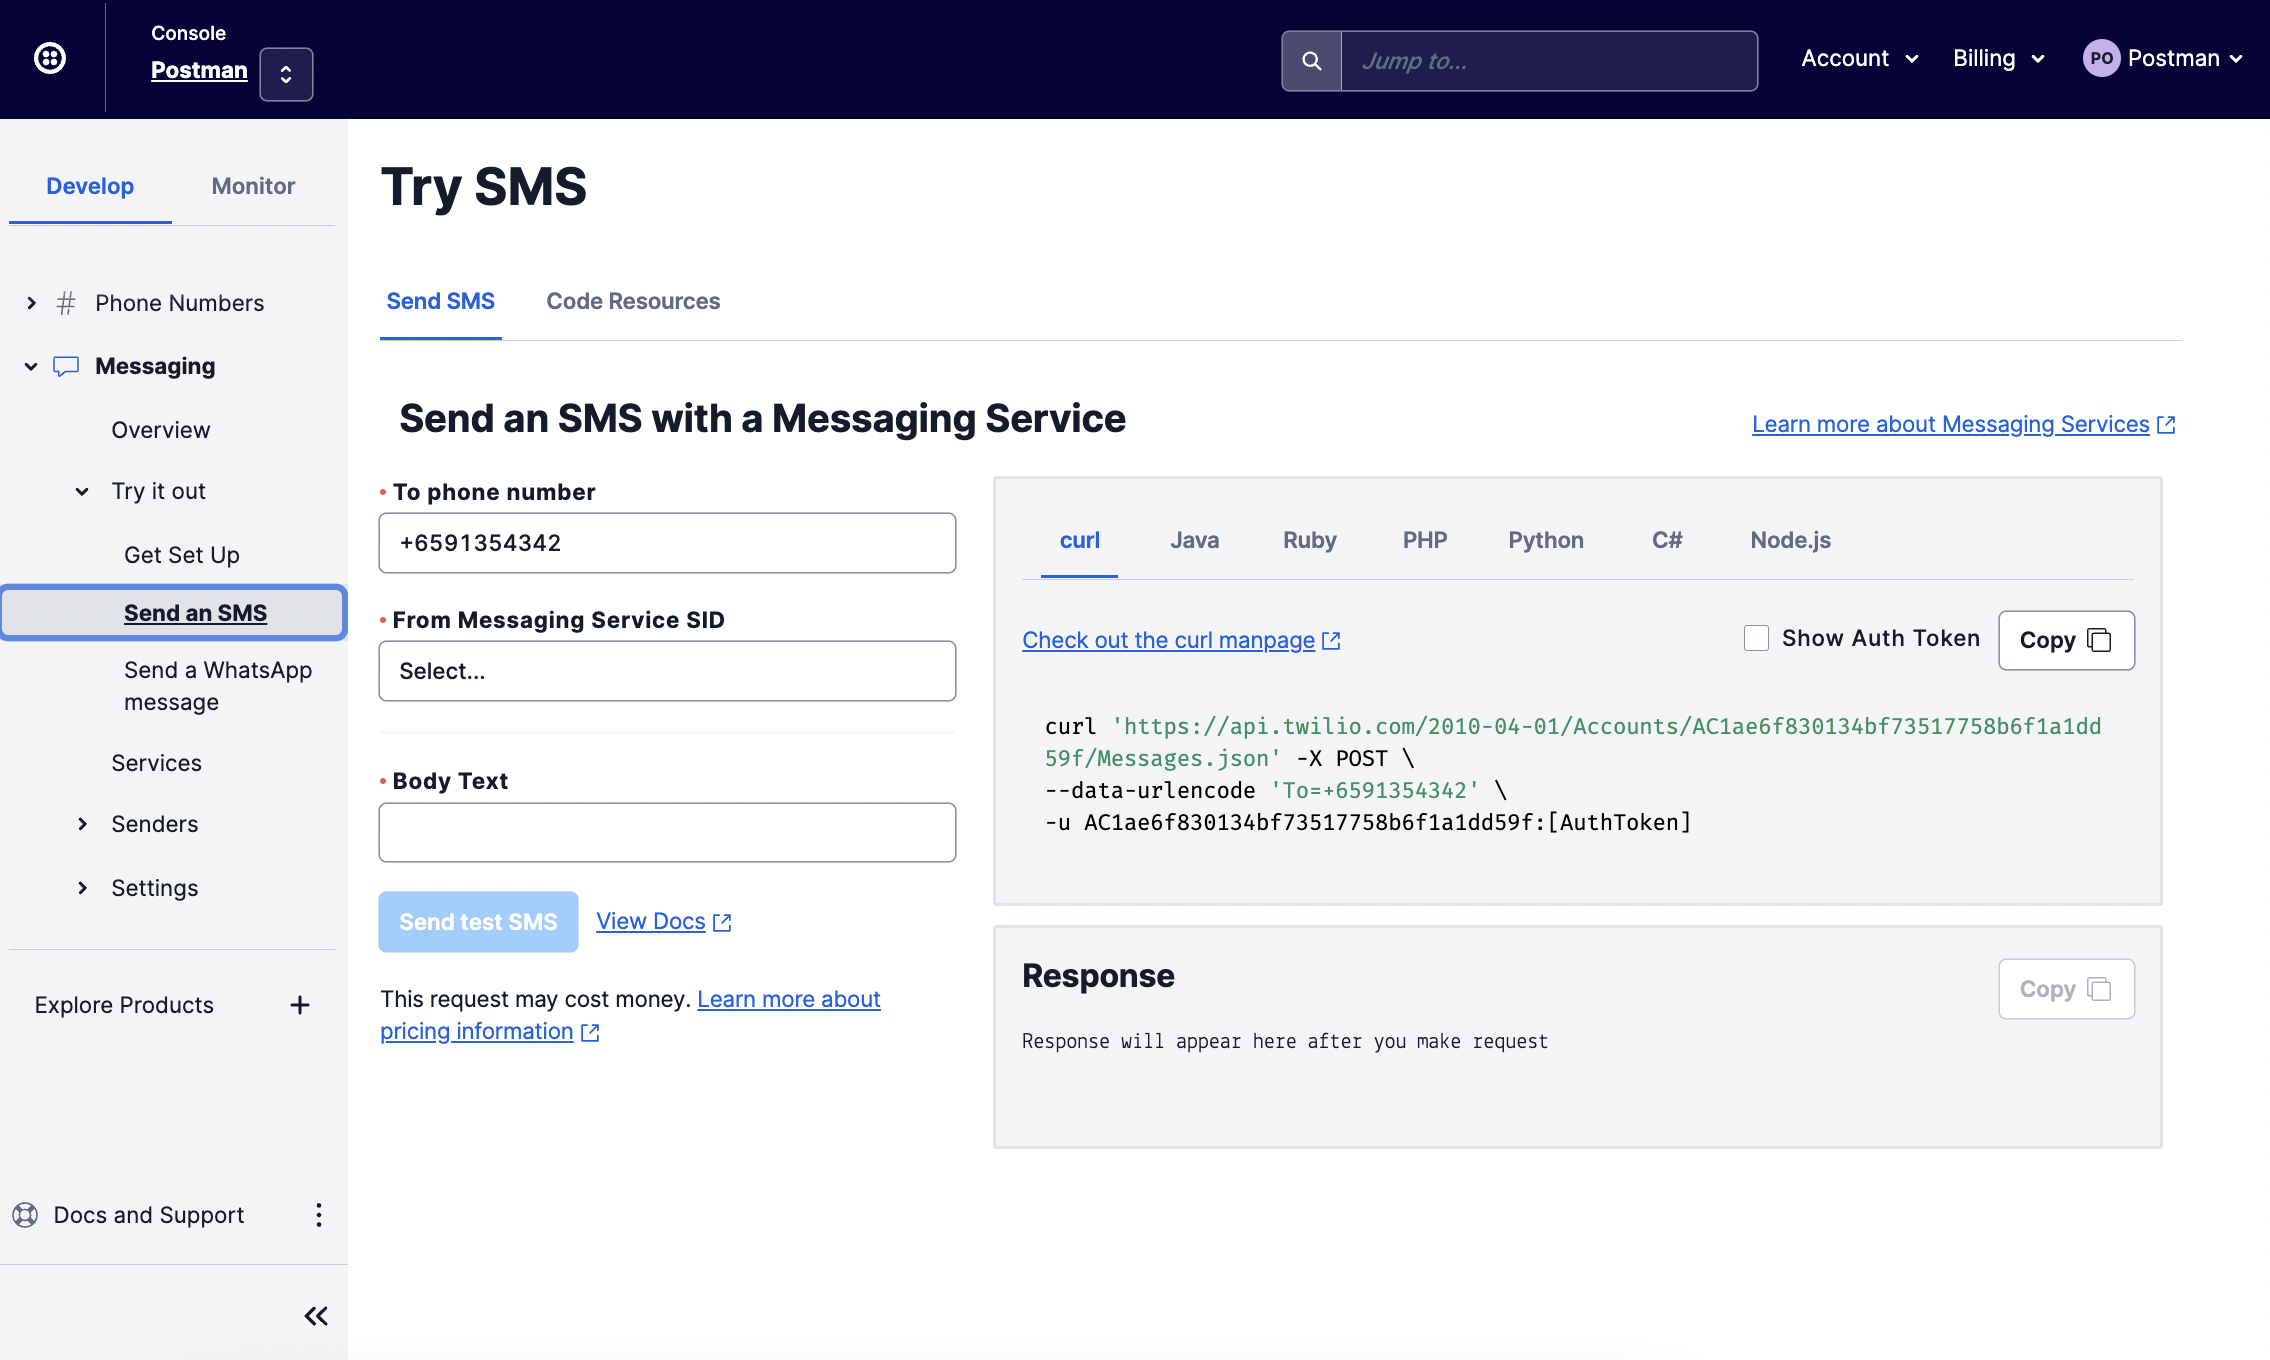 Console
Postman
Jump to...
Account
Billing
PO
Postman
Develop
Monitor
Phone Numbers
Messaging
Overview
Try it out
Get Set Up
Send an SMS
Send a WhatsApp
message
Services
Senders
Settings
Explore Products
Docs and Support
Try SMS
Send SMS
Code Resources
Send an SMS with a Messaging Service
Learn more about Messaging Services
To phone number
+6591354342
From Messaging Service SID
Select...
Body Text
Send test SMS
View Docs
This request may cost money. Learn more about
pricing information
curl
Java
Ruby
PHP
Python
C#
Node.js
Check out the curl manpage
Show Auth Token
Copy
curl 'https://api.twilio.com/2010-04-01/Accounts/AC1ae6f830134bf73517758b6f1a1dd
59f/Messages.json' -X POST \
--data-urlencode 'To=+6591354342' \
-u AC1ae6f830134bf73517758b6f1a1dd59f:[AuthToken]
Response
Copy
Response will appear here after you make request